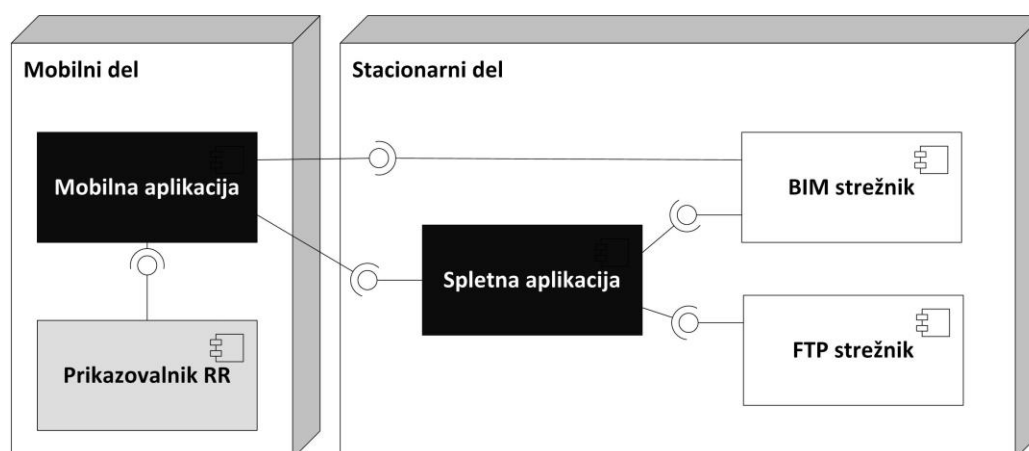 Mobilni del
Stacionarni del
Mobilna aplikacija
BIM strežnik
Spletna aplikacija
Prikazovalnik RR
FTP strežnik